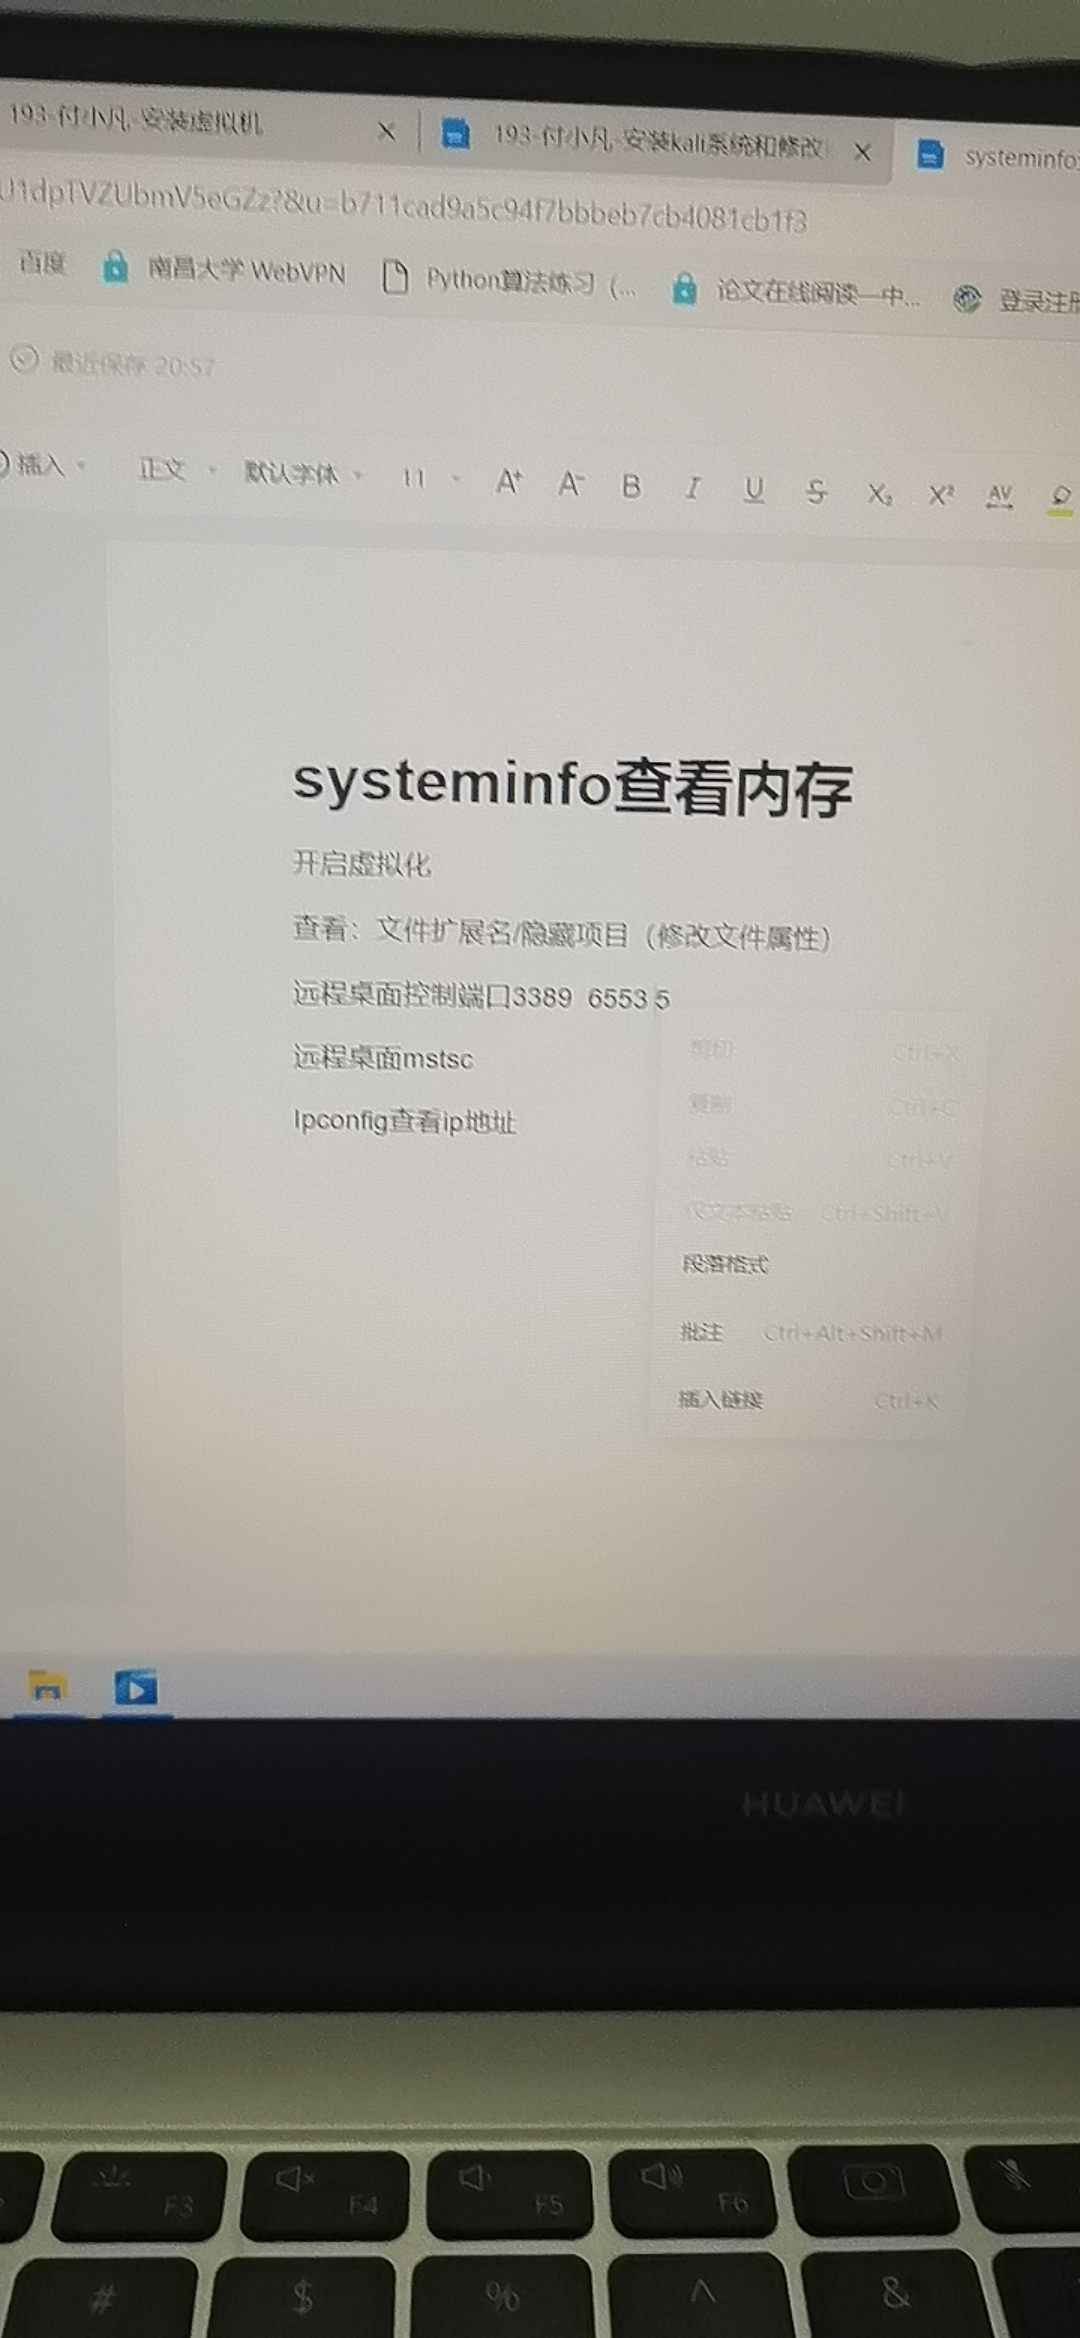 193-付小凡-安装虚拟机
193-付小凡-安装kali系统和修改
systeminfo
U1dpTVZUbmV5eGZz?&u=b711cad9a5c94f7bbbeb7cb4081cb1f3
百度 南昌大学 WebVPN Python算法练习 (... 论文在线阅读—中... 登录注册
最近保存 20:57
插入 正文 默认字体 11 A+ A- B I U S X₂ X² AV
systeminfo查看内存
开启虚拟化
查看：文件扩展名/隐藏项目（修改文件属性）
远程桌面控制端口3389 6553 5
远程桌面mstsc
Ipconfig查看ip地址
剪切 Ctrl+X
复制 Ctrl+C
粘贴 Ctrl+V
仅文本粘贴 Ctrl+Shift+V
段落格式
批注 Ctrl+Alt+Shift+M
插入链接 Ctrl+K
HUAWEI
F3 F4 F5 F6
# $ % ^ &